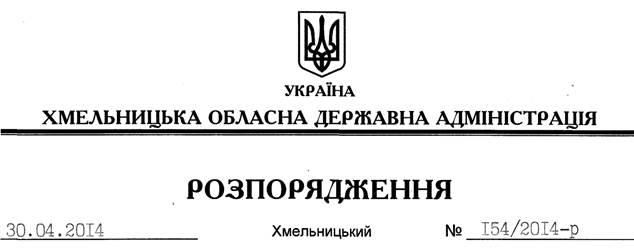 УКРАЇНА
ХМЕЛЬНИЦЬКА ОБЛАСНА ДЕРЖАВНА АДМІНІСТРАЦІЯ
РОЗПОРЯДЖЕННЯ
30.04.2014 Хмельницький № 154/2014-р